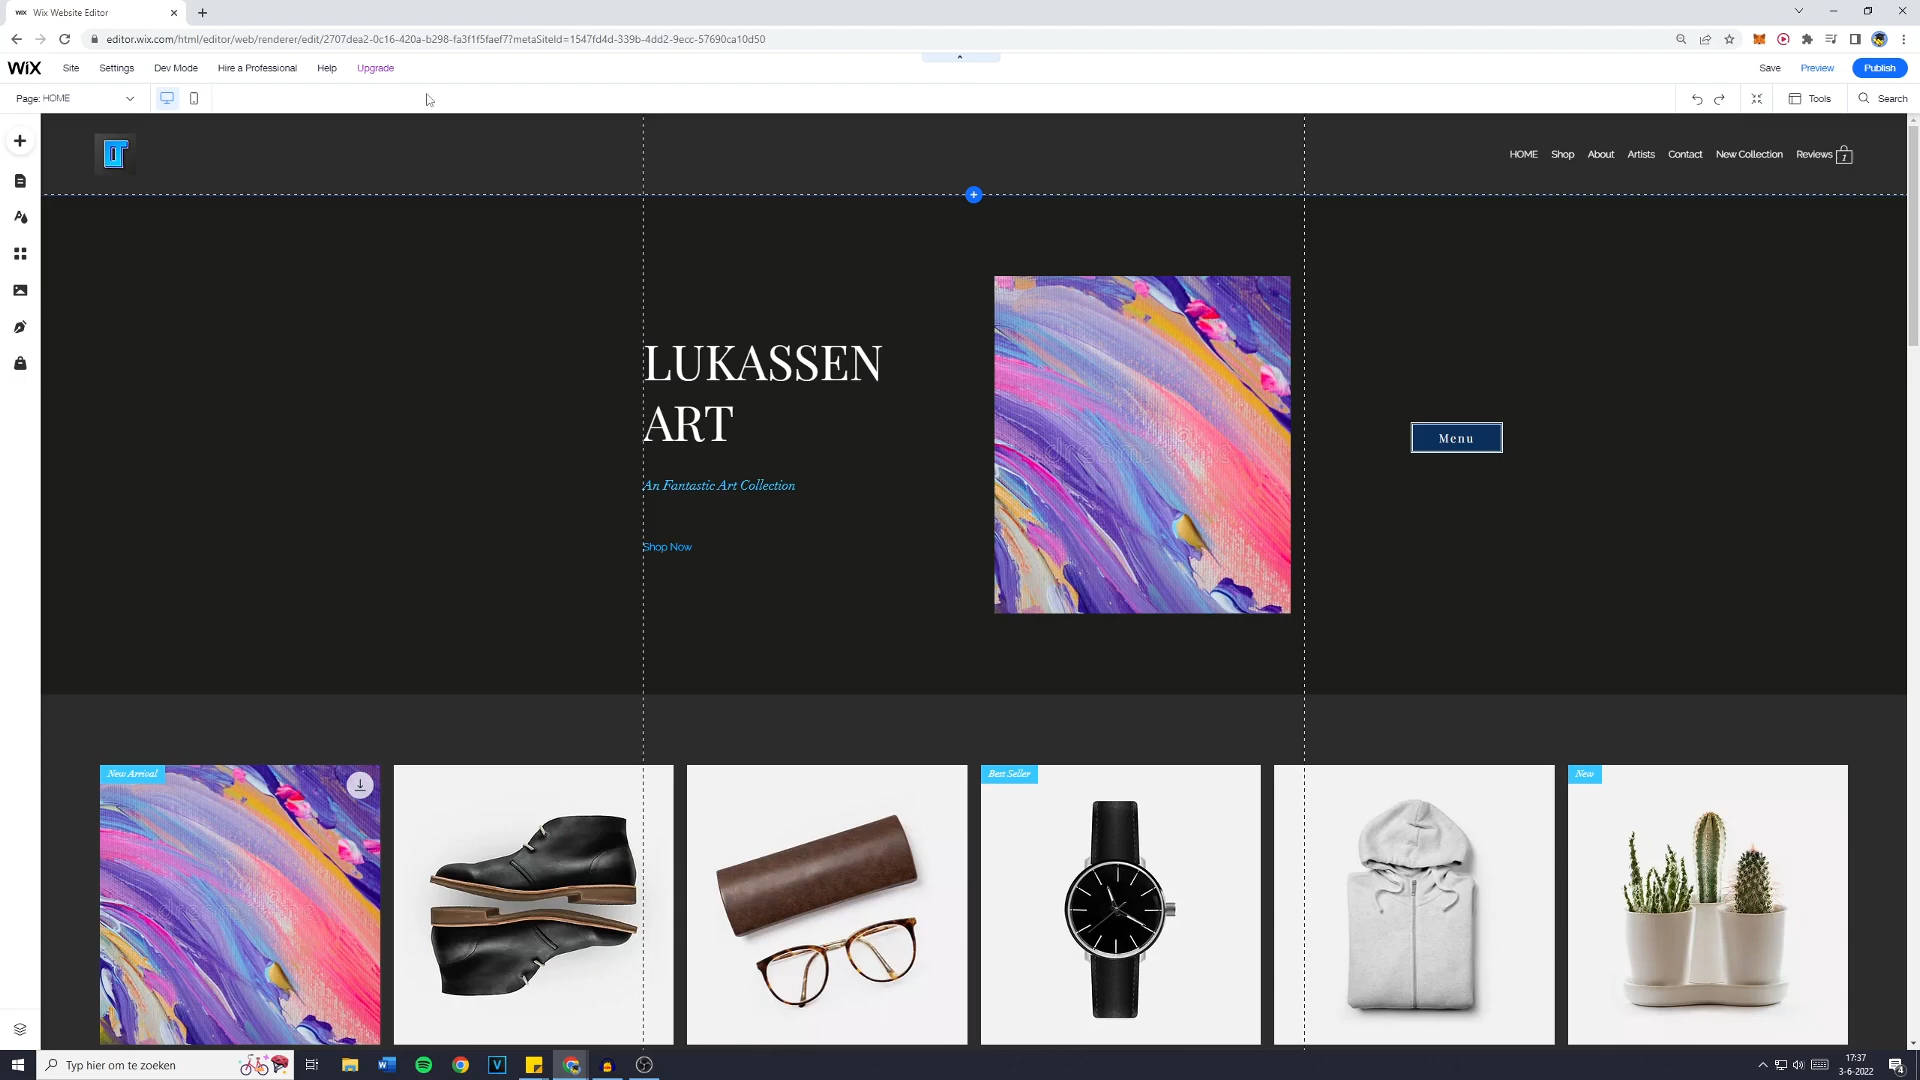 WiX Wix Website Editor
editor.wix.com/html/editor/web/renderer/edit/2707dea2-0c16-420a-b298-fa3f1f5faef7?metaSiteId=1547fd4d-339b-4dd2-9ecc-57690ca10d50
WiX Site Settings Dev Mode Hire a Professional Help Upgrade Save Preview Publish
Page: HOME Tools Search
HOME Shop About Artists Contact New Collection Reviews 1
LUKASSEN
ART
Menu
An Fantastic Art Collection
Shop Now
New Arrival Best Seller New
Typ hier om te zoeken
17:37
3-6-2022
4